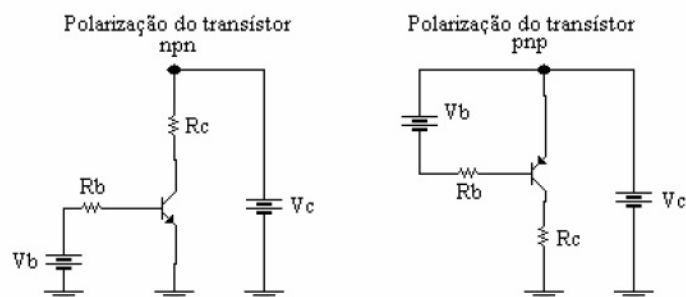 Polarização do transístor
npn
Rc
Rb
Vc
Vb
Polarização do transístor
pnp
Vb
Rb
Vc
Rc